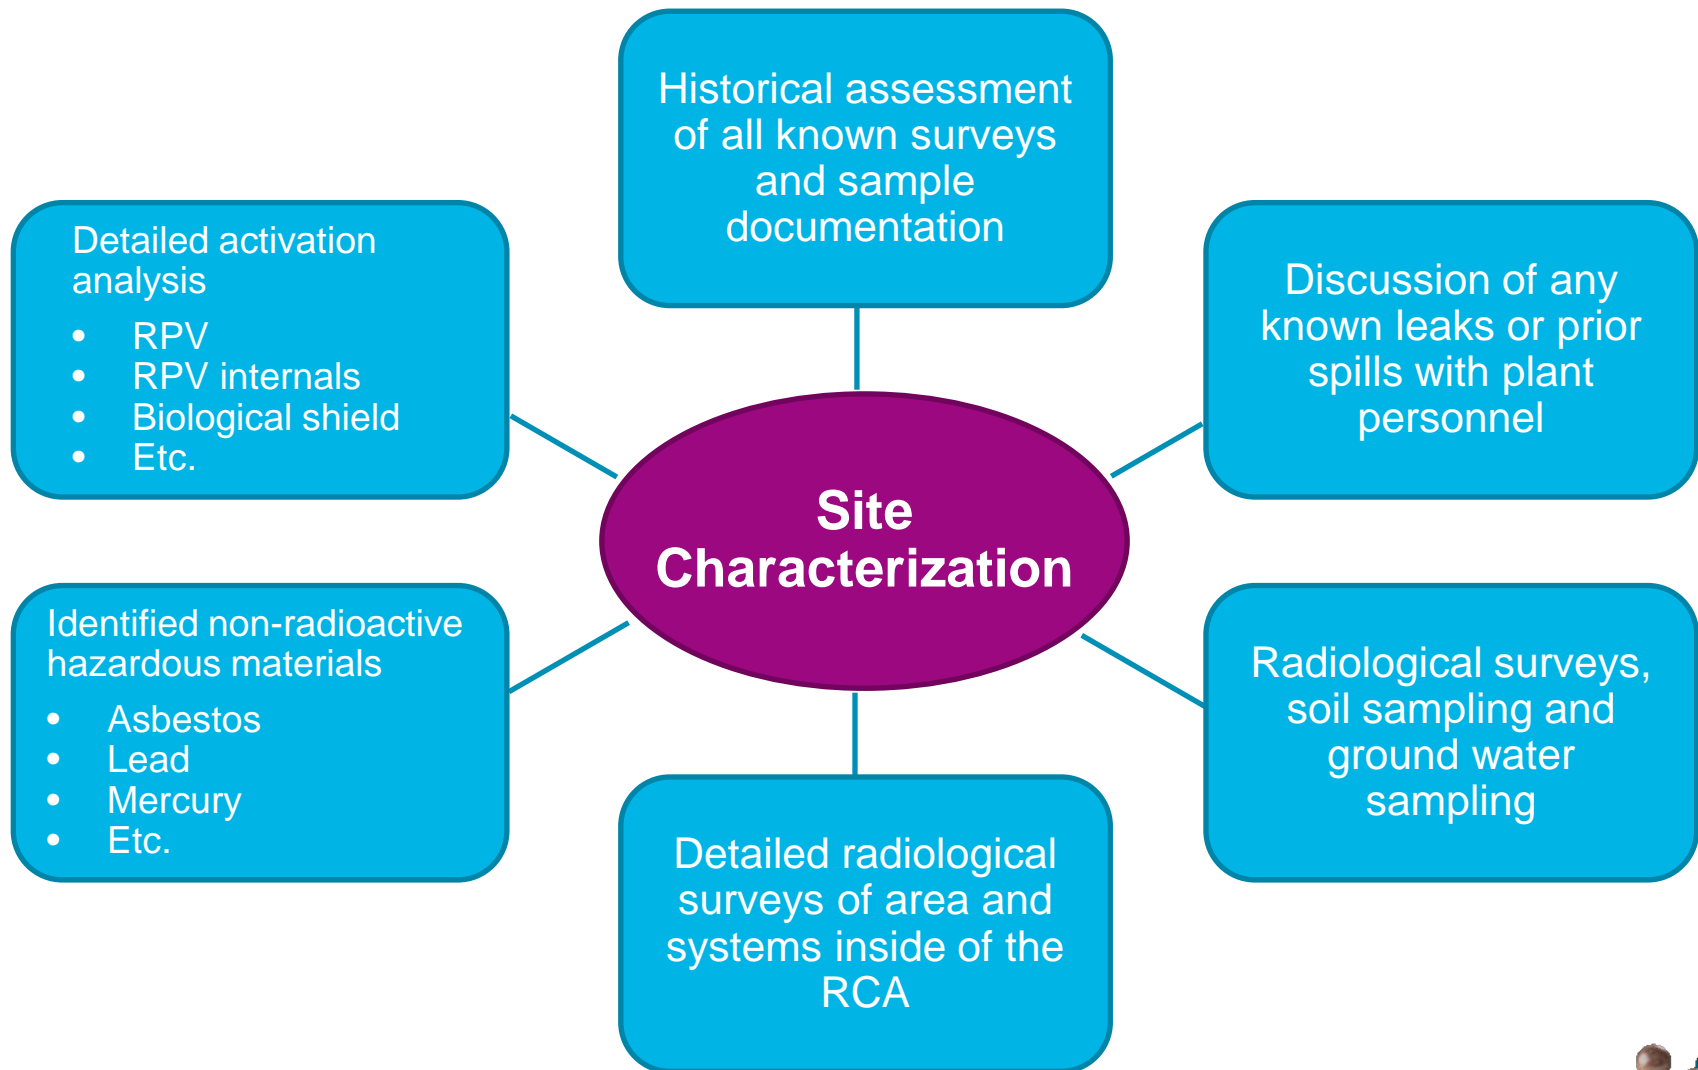 Historical assessment
of all known surveys
and sample
documentation
Detailed activation
analysis
• RPV
• RPV internals
• Biological shield
• Etc.
Discussion of any
known leaks or prior
spills with plant
personnel
Site
Characterization
Identified non-radioactive
hazardous materials
• Asbestos
• Lead
• Mercury
• Etc.
Radiological surveys,
soil sampling and
ground water
sampling
Detailed radiological
surveys of area and
systems inside of the
RCA